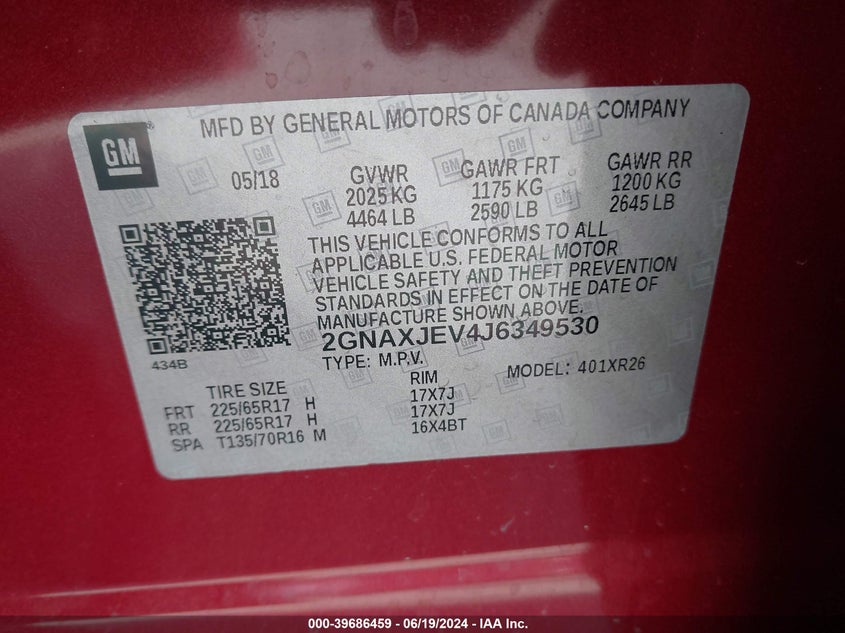 GM
MFD BY GENERAL MOTORS OF CANADA COMPANY
05/18 GVWR GAWR FRT GAWR RR
2025 KG 1175 KG 1200 KG
4464 LB 2590 LB 2645 LB
THIS VEHICLE CONFORMS TO ALL
APPLICABLE U.S. FEDERAL MOTOR
VEHICLE SAFETY AND THEFT PREVENTION
STANDARDS IN EFFECT ON THE DATE OF
MANUFACTURE SHOWN ABOVE.
2GNAXJEV4J6349530
434B TYPE: M.P.V. MODEL: 401XR26
TIRE SIZE RIM
FRT 225/65R17 H 17X7J
RR 225/65R17 H 17X7J
SPA T135/70R16 M 16X4BT
000-39686459 - 06/19/2024 - IAA Inc.